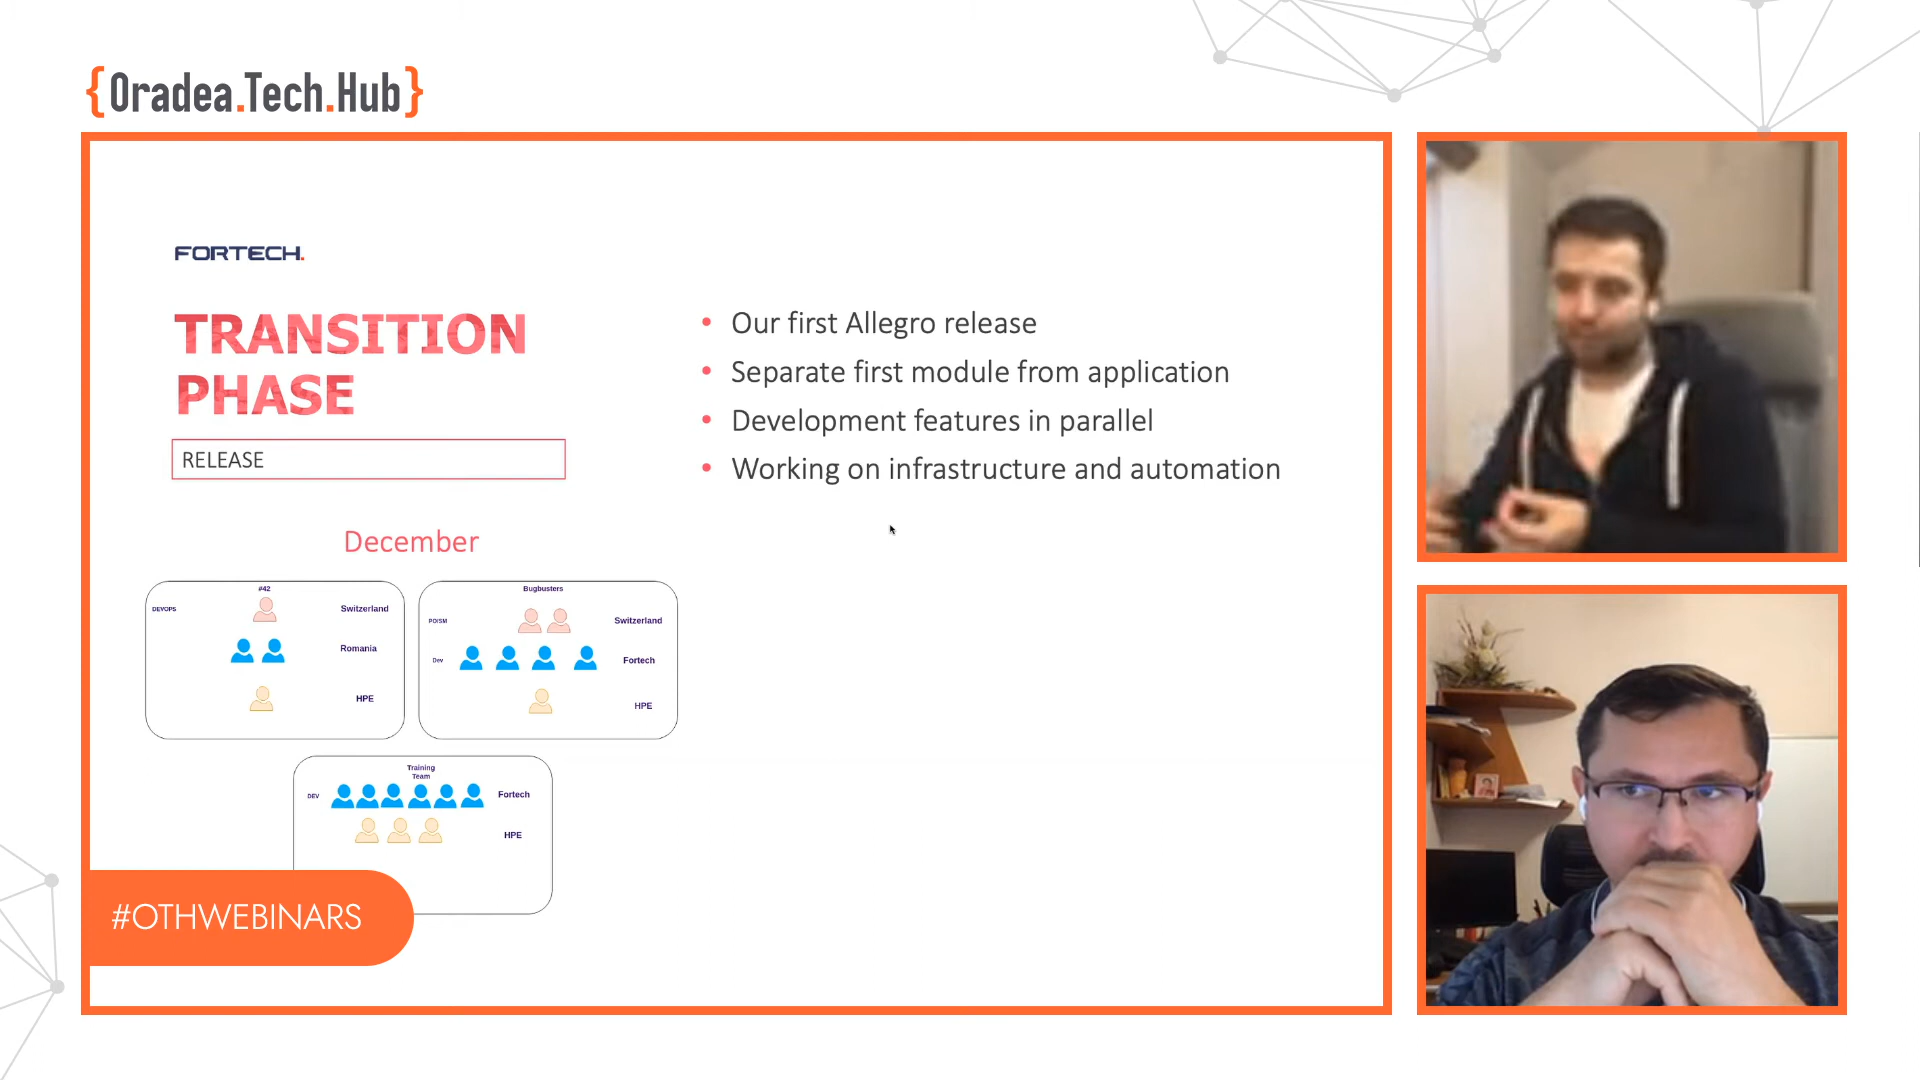 {Oradea.Tech.Hub}
FORTECH.
TRANSITION
PHASE
RELEASE
• Our first Allegro release
• Separate first module from application
• Development features in parallel
• Working on infrastructure and automation
December
#42
DEVOPS
Switzerland
Romania
HPE
Bugbusters
PO/SM
Switzerland
Dev
Fortech
HPE
Training
Team
DEV
Fortech
HPE
#OTHWEBINARS